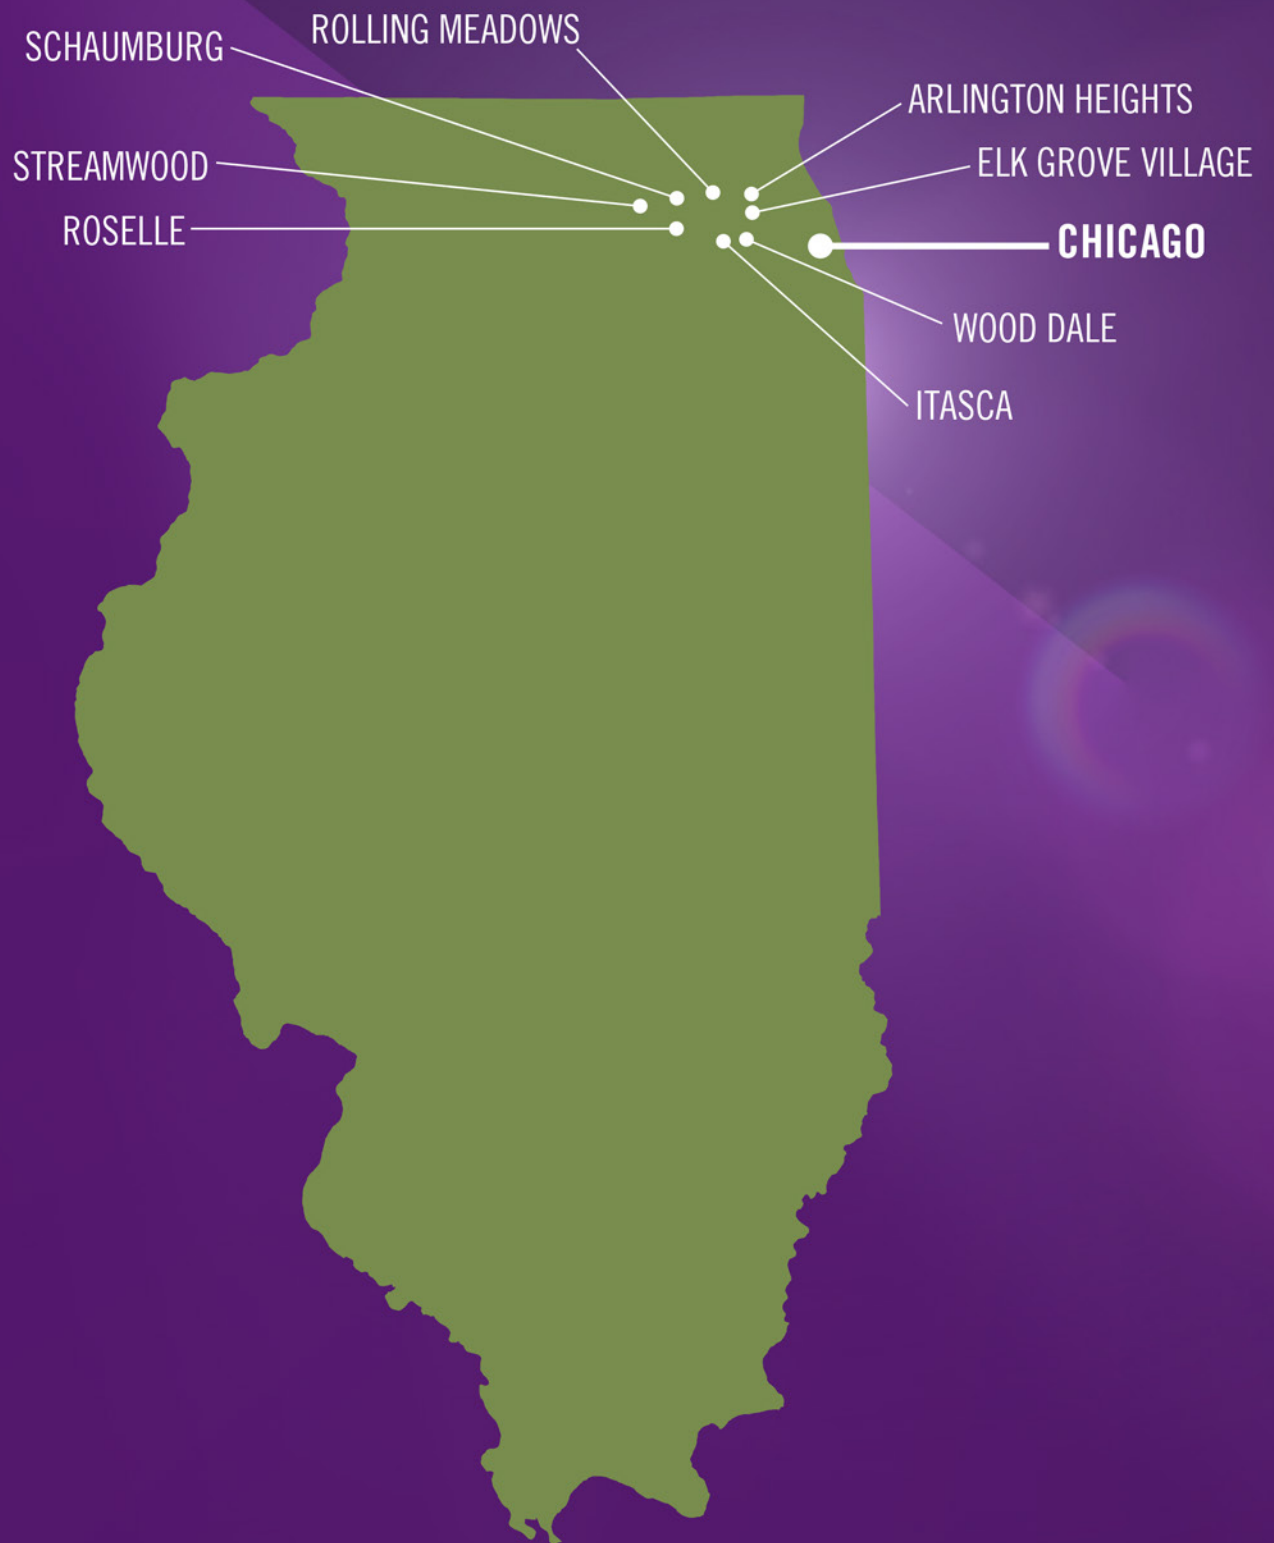 ROLLING MEADOWS
SCHAUMBURG
ARLINGTON HEIGHTS
STREAMWOOD
ELK GROVE VILLAGE
ROSELLE
CHICAGO
WOOD DALE
ITASCA